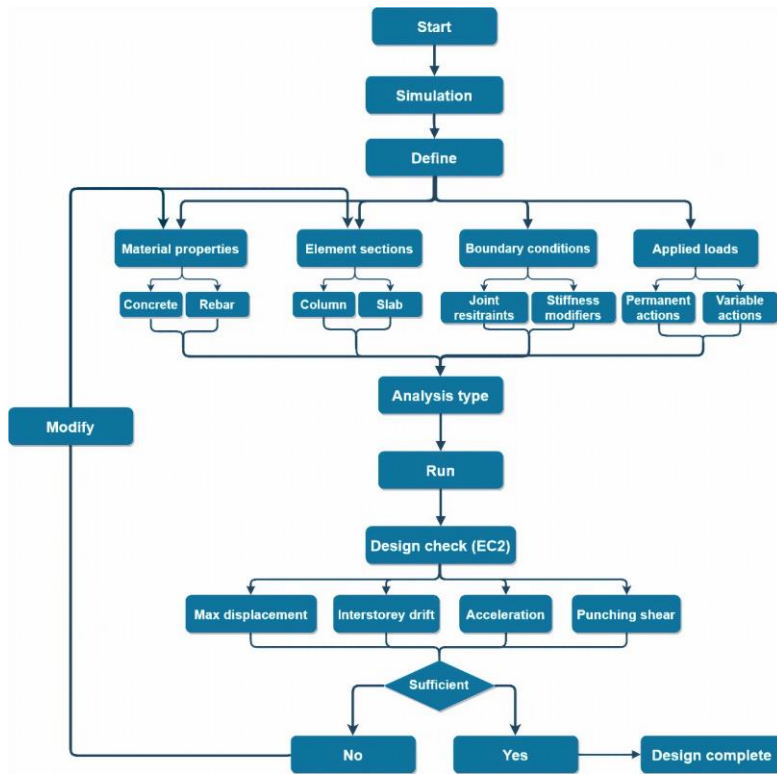 Start
Simulation
Define
Material properties
Element sections
Boundary conditions
Applied loads
Concrete
Rebar
Column
Slab
Joint
resitraints
Stiffness
modifiers
Permanent
actions
Variable
actions
Analysis type
Modify
Run
Design check (EC2)
Max displacement
Interstorey drift
Acceleration
Punching shear
Sufficient
No
Yes
Design complete